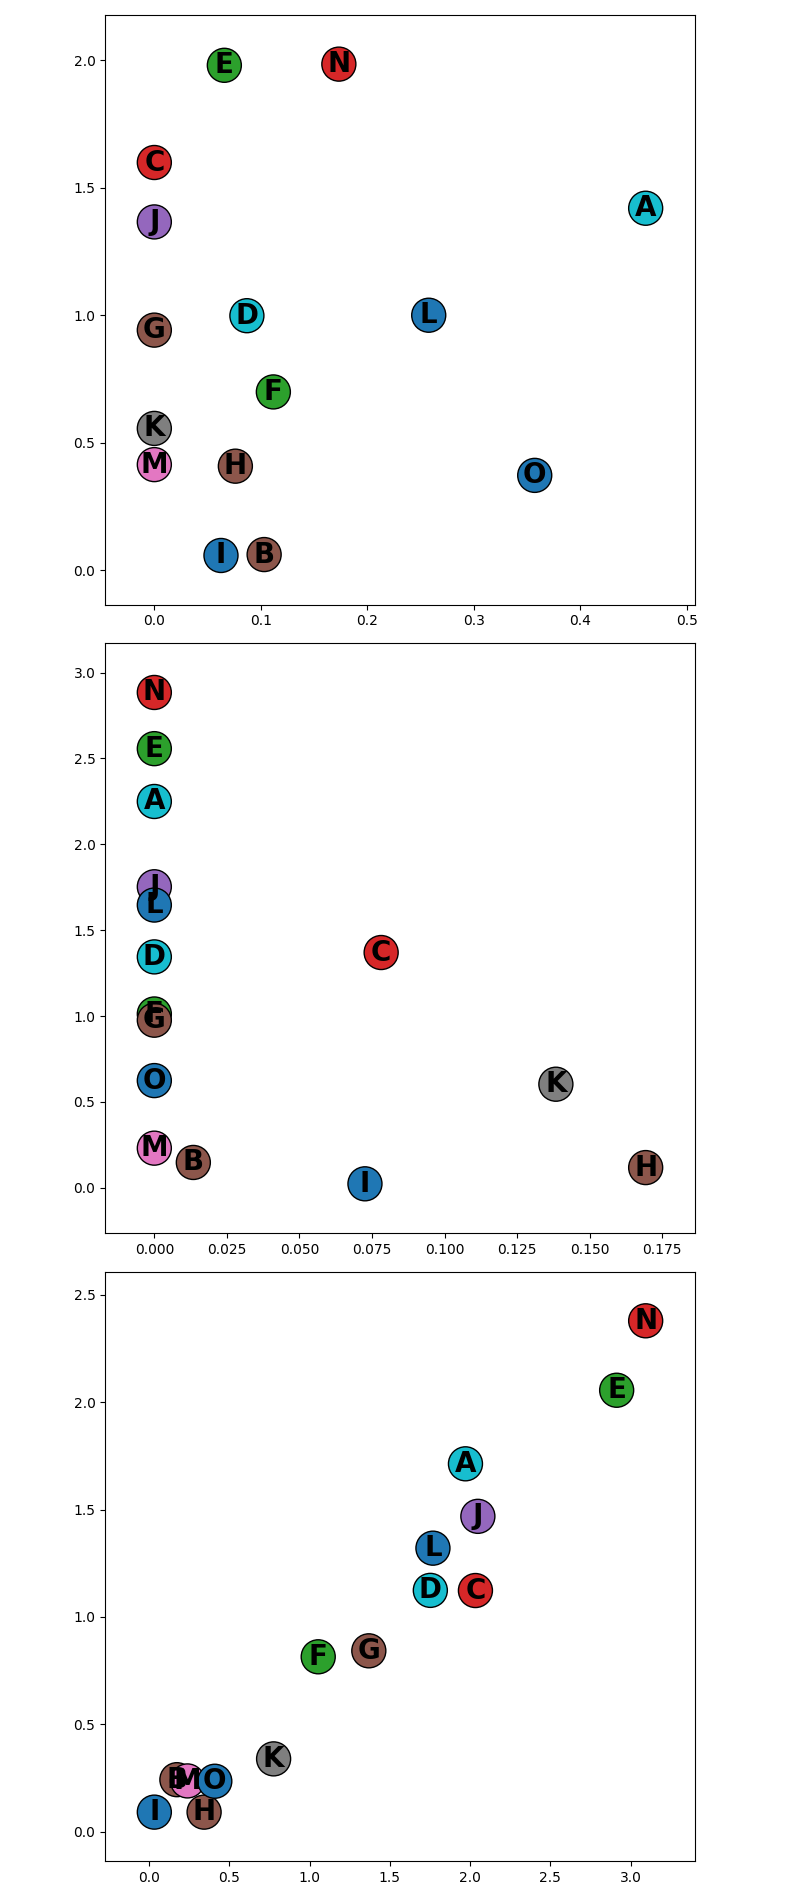 2.0 E N
C
1.5 J A
1.0 G D L
F
0.5 K
M H O
0.0 I B
0.0 0.1 0.2 0.3 0.4 0.5
3.0 N
2.5 E
A
2.0
J
1.5 L
D C
1.0 F
G
0.5 O K
M B H
0.0 I
0.000 0.025 0.050 0.075 0.100 0.125 0.150 0.175
2.5 N
2.0 E
A
1.5 J
L
D C
1.0
F G
0.5
K
B M O
0.0 I H
0.0 0.5 1.0 1.5 2.0 2.5 3.0